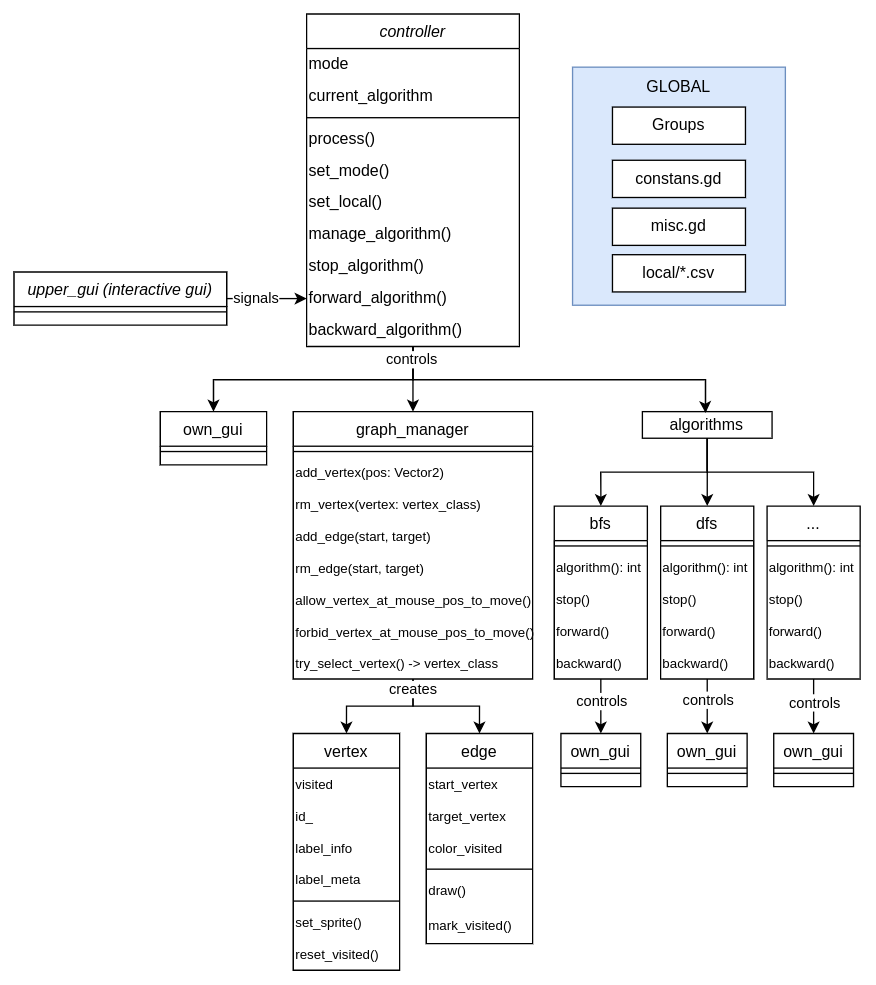 controller
mode
current_algorithm
process()
set_mode()
set_local()
manage_algorithm()
stop_algorithm()
forward_algorithm()
backward_algorithm()
GLOBAL
Groups
constans.gd
misc.gd
local/*.csv
upper_gui (interactive gui)
signals
controls
own_gui
graph_manager
add_vertex(pos: Vector2)
rm_vertex(vertex: vertex_class)
add_edge(start, target)
rm_edge(start, target)
allow_vertex_at_mouse_pos_to_move()
forbid_vertex_at_mouse_pos_to_move()
try_select_vertex() -> vertex_class
algorithms
bfs
algorithm(): int
stop()
forward()
backward()
dfs
algorithm(): int
stop()
forward()
backward()
...
algorithm(): int
stop()
forward()
backward()
creates
controls
controls
controls
vertex
visited
id_
label_info
label_meta
set_sprite()
reset_visited()
edge
start_vertex
target_vertex
color_visited
draw()
mark_visited()
own_gui
own_gui
own_gui